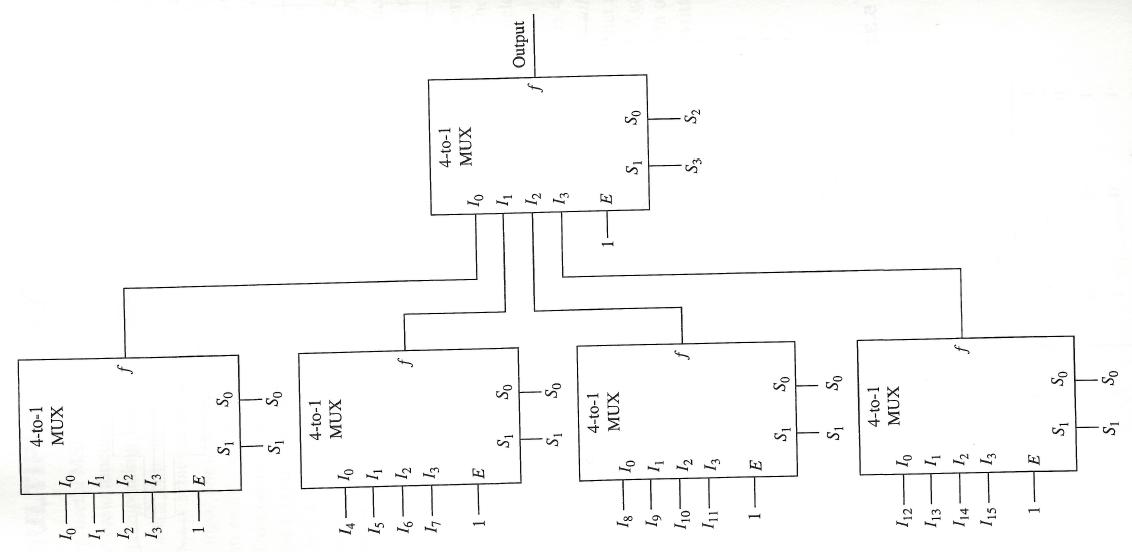 Output
4-to-1
MUX
f
I0
I1
I2
I3
E
1
S1
S0
S3
S2
4-to-1
MUX
f
I0
I0
I1
I1
I2
I2
I3
I3
1
E
S1
S0
S1
S0
4-to-1
MUX
f
I4
I0
I5
I1
I6
I2
I7
I3
1
E
S1
S0
S1
S0
4-to-1
MUX
f
I8
I0
I9
I1
I10
I2
I11
I3
1
E
S1
S0
S1
S0
4-to-1
MUX
f
I12
I0
I13
I1
I14
I2
I15
I3
1
E
S1
S0
S1
S0